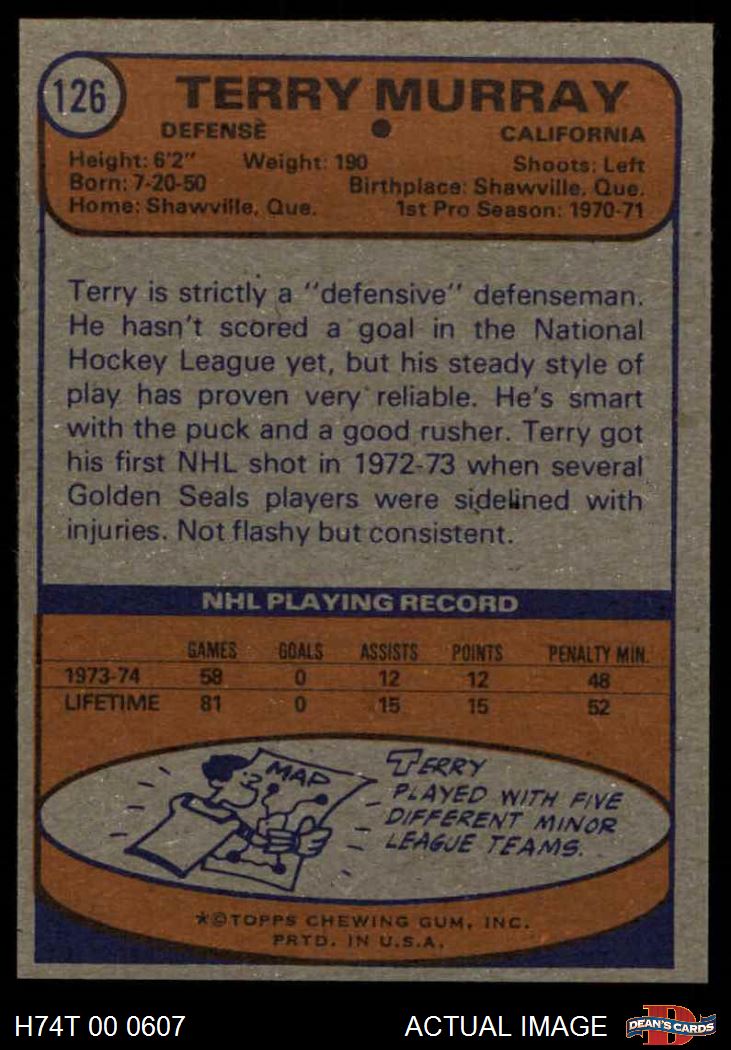 126
TERRY MURRAY
DEFENSE ● CALIFORNIA
Height: 6'2" Weight: 190 Shoots: Left
Born: 7-20-50 Birthplace: Shawville, Que.
Home: Shawville, Que. 1st Pro Season: 1970-71
Terry is strictly a "defensive" defenseman.
He hasn't scored a goal in the National
Hockey League yet, but his steady style of
play has proven very reliable. He's smart
with the puck and a good rusher. Terry got
his first NHL shot in 1972-73 when several
Golden Seals players were sidelined with
injuries. Not flashy but consistent.
NHL PLAYING RECORD
GAMES GOALS ASSISTS POINTS PENALTY MIN.
1973-74 58 0 12 12 48
LIFETIME 81 0 15 15 52
MAP
TERRY
PLAYED WITH FIVE
DIFFERENT MINOR
LEAGUE TEAMS.
*©TOPPS CHEWING GUM, INC.
PRTD. IN U.S.A.
H74T 00 0607 ACTUAL IMAGE
D
DEAN'S CARDS